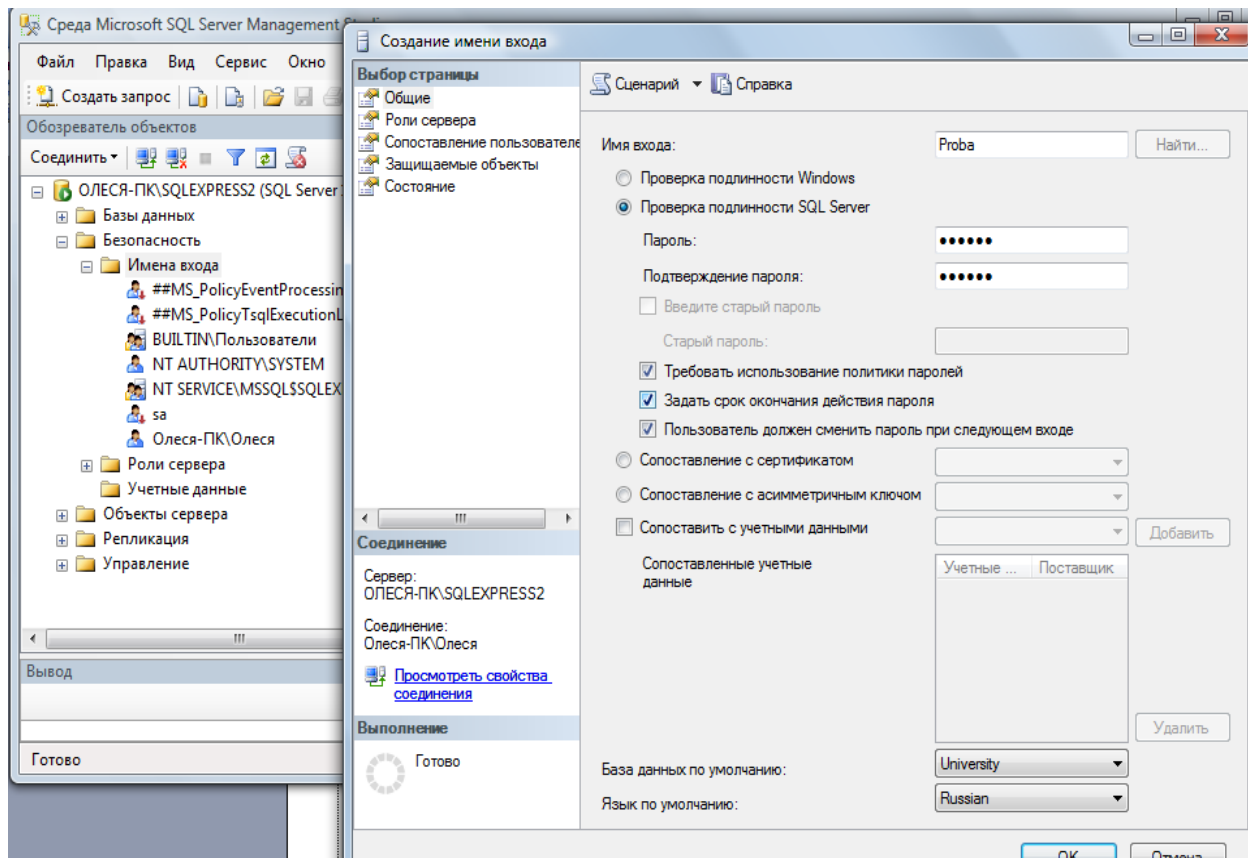 Среда Microsoft SQL Server Management
Файл Правка Вид Сервис Окно
Создать запрос
Обозреватель объектов
Соединить
ОЛЕСЯ-ПК\SQLEXPRESS2 (SQL Server
Базы данных
Безопасность
Имена входа
##MS_PolicyEventProcessin
##MS_PolicyTsqlExecutionL
BUILTIN\Пользователи
NT AUTHORITY\SYSTEM
NT SERVICE\MSSQL$SQLEX
sa
Олеся-ПК\Олеся
Роли сервера
Учетные данные
Объекты сервера
Репликация
Управление
Вывод
Готово
Создание имени входа
Выбор страницы
Общие
Роли сервера
Сопоставление пользователе
Защищаемые объекты
Состояние
Соединение
Сервер:
ОЛЕСЯ-ПК\SQLEXPRESS2
Соединение:
Олеся-ПК\Олеся
Просмотреть свойства
соединения
Выполнение
Готово
Сценарий Справка
Имя входа: Proba Найти...
Проверка подлинности Windows
Проверка подлинности SQL Server
Пароль: ••••••
Подтверждение пароля: ••••••
Введите старый пароль
Старый пароль:
Требовать использование политики паролей
Задать срок окончания действия пароля
Пользователь должен сменить пароль при следующем входе
Сопоставление с сертификатом
Сопоставление с асимметричным ключом
Сопоставить с учетными данными Добавить
Сопоставленные учетные
данные
Учетные ... Поставщик
Удалить
База данных по умолчанию: University
Язык по умолчанию: Russian
OK Отмена